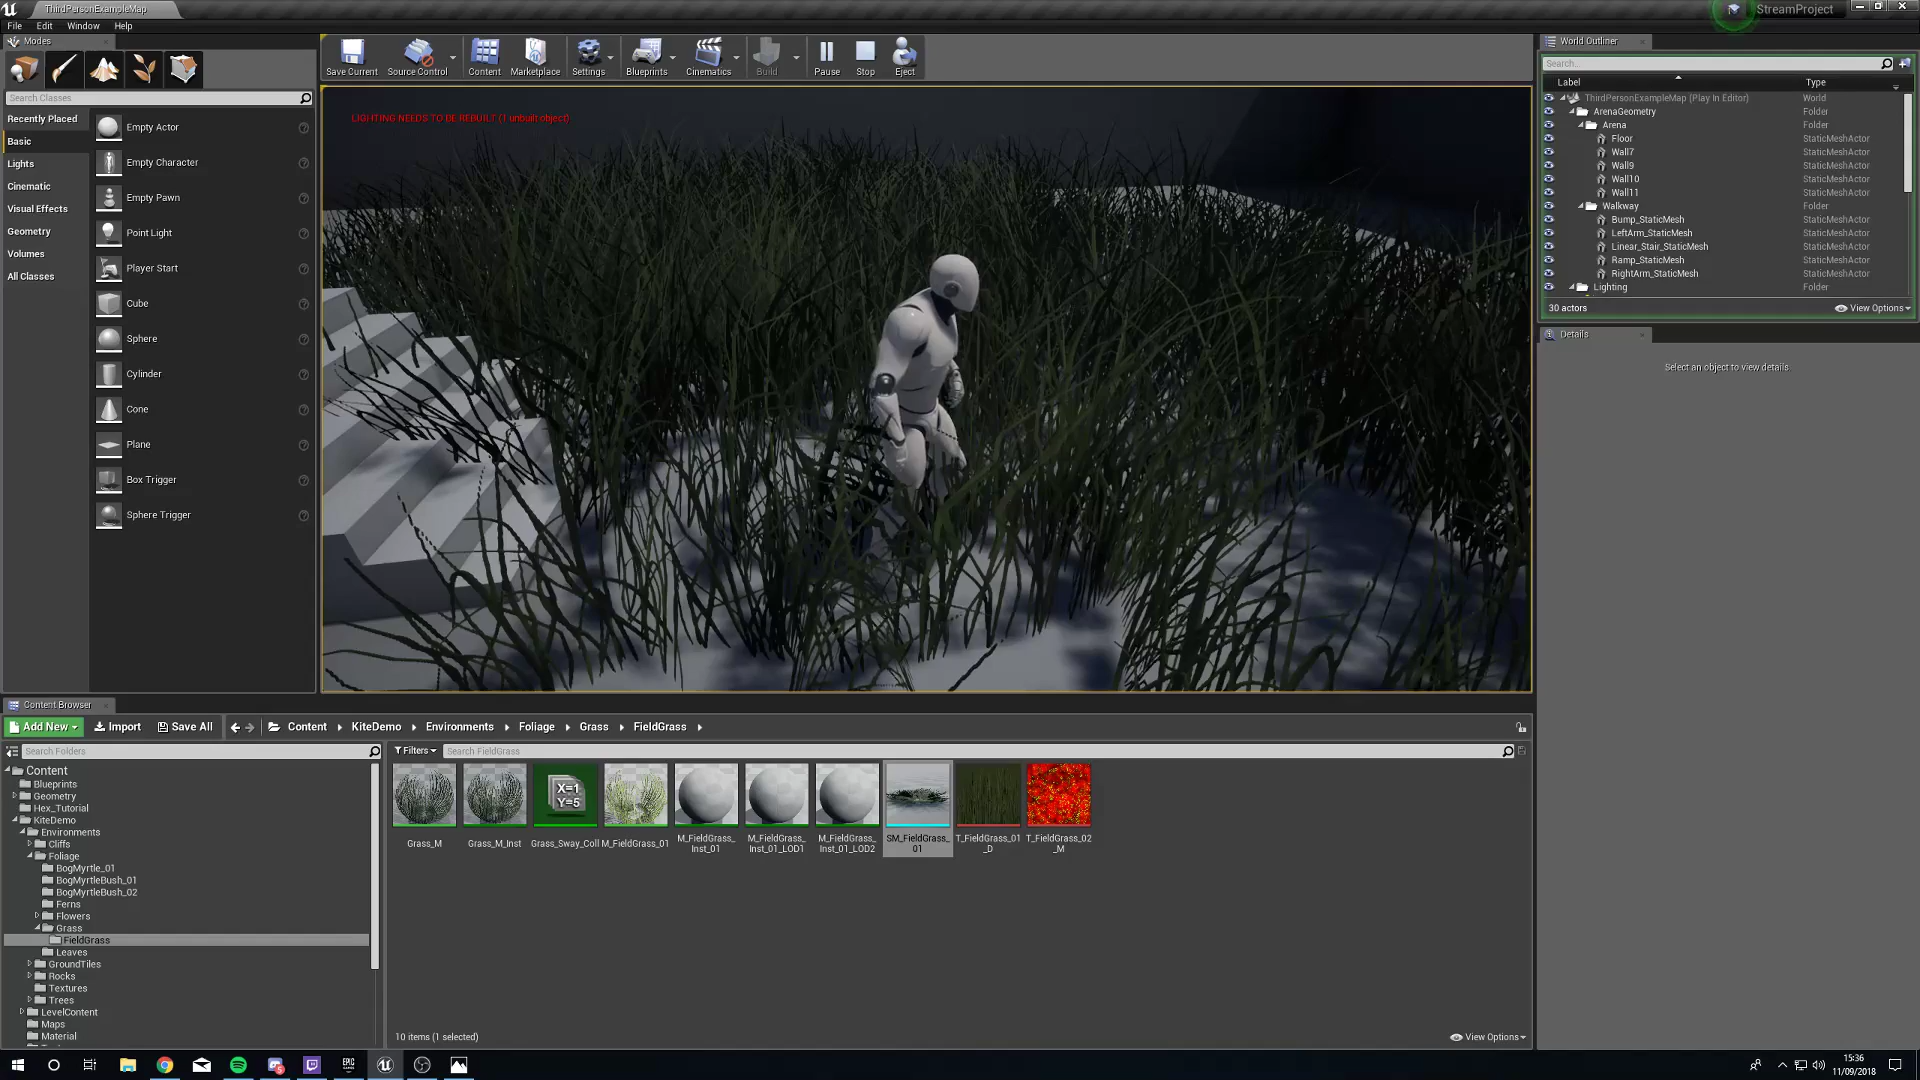 ThirdPersonExampleMap
StreamProject
File Edit Window Help
Modes
Search Classes
Recently Placed
Basic
Lights
Cinematic
Visual Effects
Geometry
Volumes
All Classes
Empty Actor
Empty Character
Empty Pawn
Point Light
Player Start
Cube
Sphere
Cylinder
Cone
Plane
Box Trigger
Sphere Trigger
Save Current
Source Control
Content
Marketplace
Settings
Blueprints
Cinematics
Build
Pause
Stop
Eject
LIGHTING NEEDS TO BE REBUILT (1 unbuilt object)
World Outliner
Search...
Label Type
ThirdPersonExampleMap (Play In Editor) World
ArenaGeometry Folder
Arena Folder
Floor StaticMeshActor
Wall7 StaticMeshActor
Wall9 StaticMeshActor
Wall10 StaticMeshActor
Wall11 StaticMeshActor
Walkway Folder
Bump_StaticMesh StaticMeshActor
LeftArm_StaticMesh StaticMeshActor
Linear_Stair_StaticMesh StaticMeshActor
Ramp_StaticMesh StaticMeshActor
RightArm_StaticMesh StaticMeshActor
Lighting Folder
30 actors View Options
Details
Select an object to view details.
Content Browser
Add New Import Save All Content KiteDemo Environments Foliage Grass FieldGrass
Search Folders
Content
Blueprints
Geometry
Hex_Tutorial
KiteDemo
Environments
Cliffs
Foliage
BogMyrtle_01
BogMyrtleBush_01
BogMyrtleBush_02
Ferns
Flowers
Grass
FieldGrass
Leaves
GroundTiles
Rocks
Textures
Trees
LevelContent
Maps
Material
Filters Search FieldGrass
X=1
Y=5
Grass_M
Grass_M_Inst
Grass_Sway_Coll
M_FieldGrass_01
M_FieldGrass_
Inst_01
M_FieldGrass_
Inst_01_LOD1
M_FieldGrass_
Inst_01_LOD2
SM_FieldGrass_
01
T_FieldGrass_01
_D
T_FieldGrass_02
_M
10 items (1 selected) View Options
EPIC
GAMES
15:36
11/09/2018